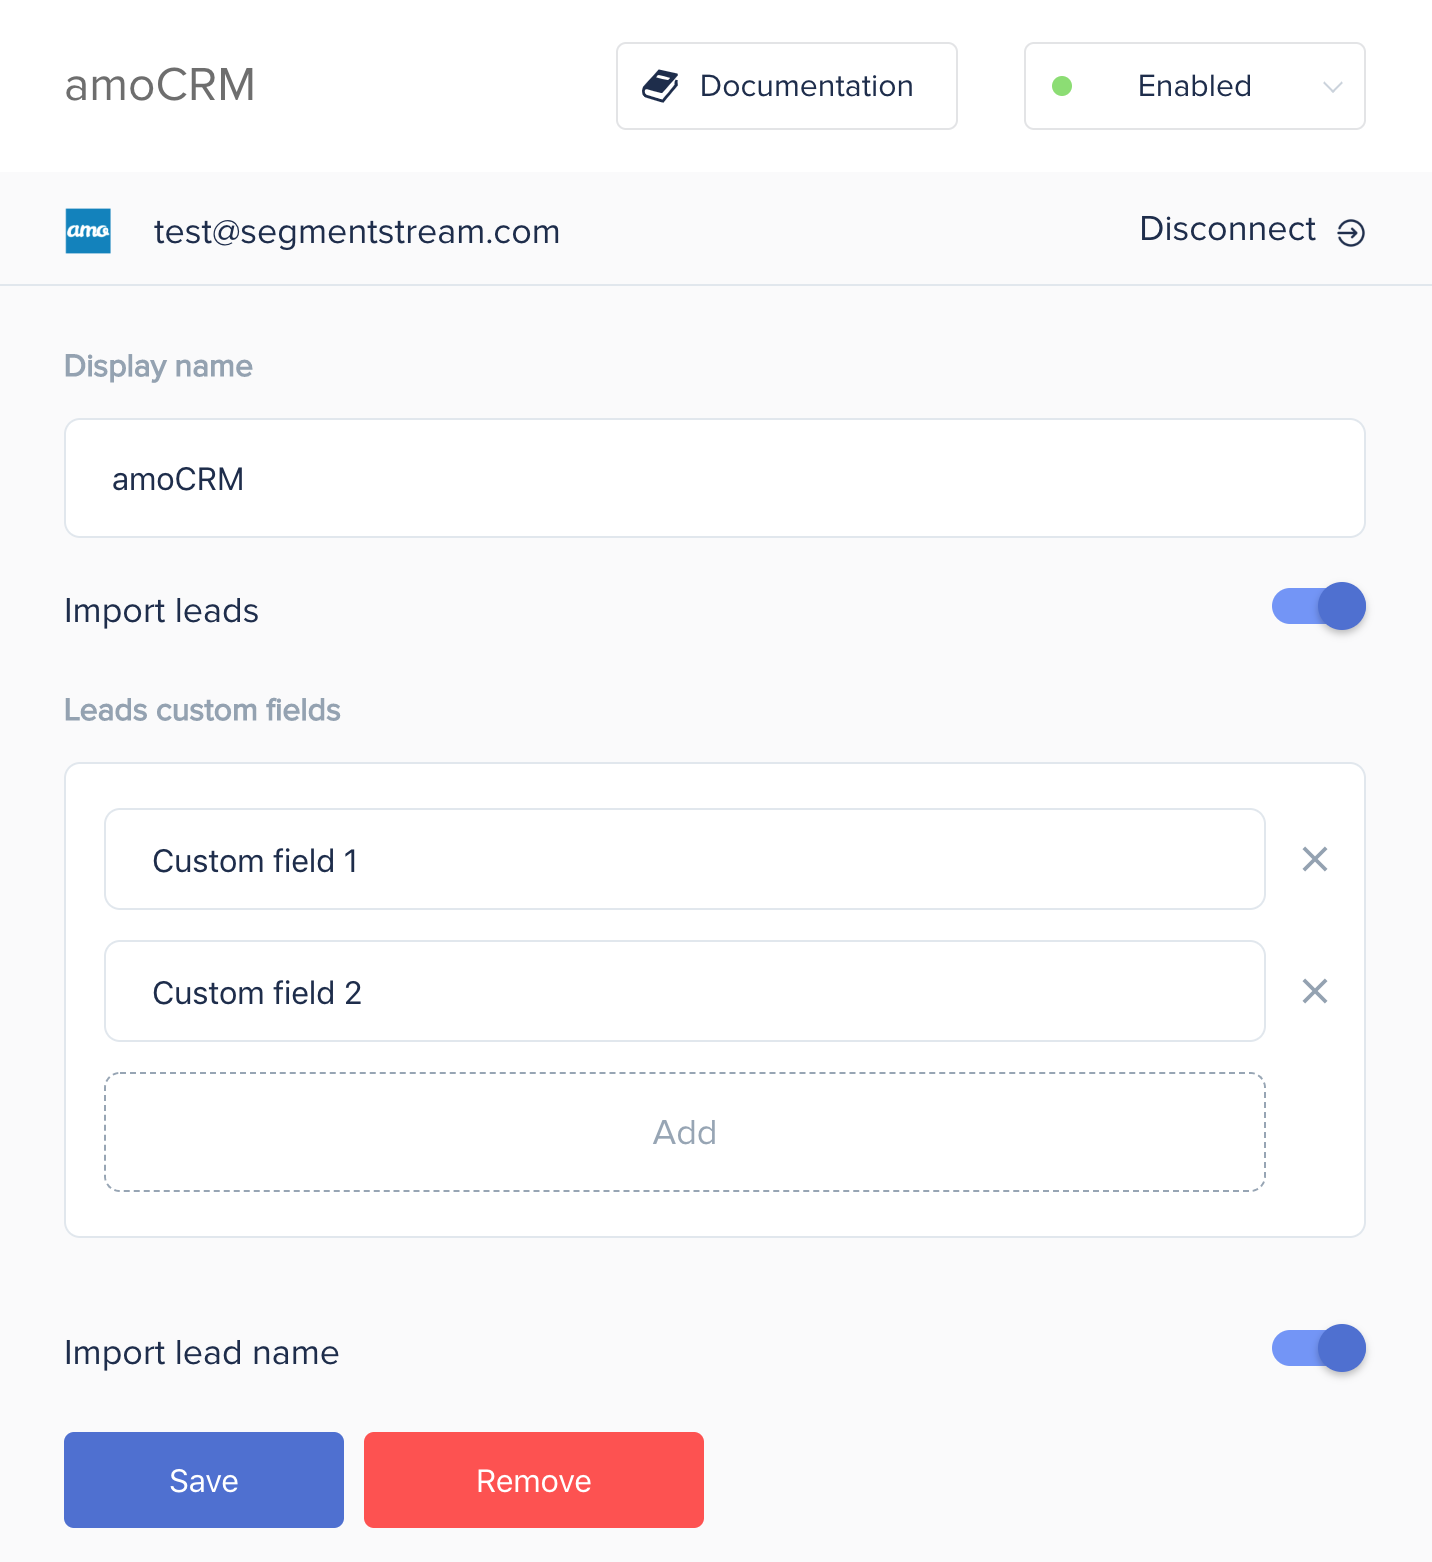 amoCRM
Documentation
Enabled
amo
test@segmentstream.com
Disconnect
Display name
amoCRM
Import leads
Leads custom fields
Custom field 1
Custom field 2
Add
Import lead name
Save
Remove